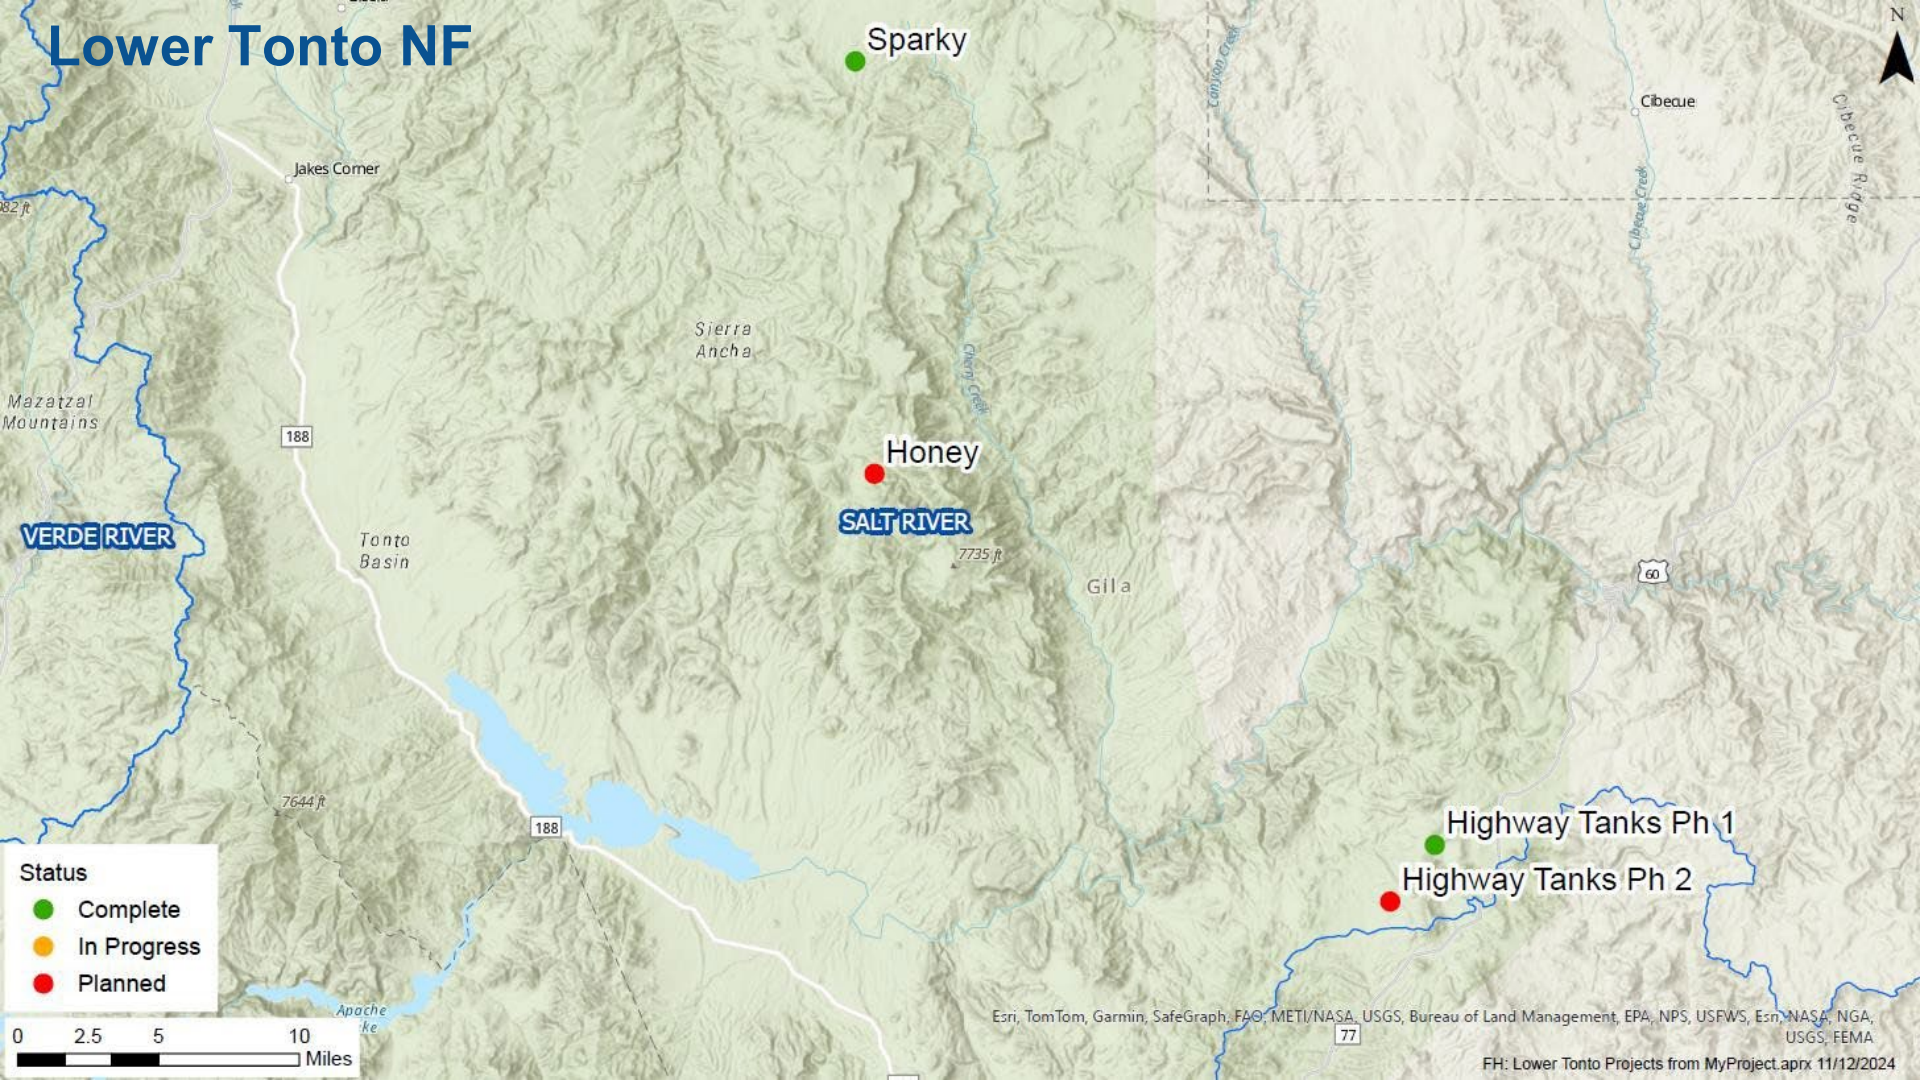 Lower Tonto NF
Sparky
N
Canyon Creek
Cibecue
Cibecue Ridge
Jakes Corner
82 ft
Cibecue Creek
Sierra
Ancha
Cherry Creek
Mazatzal
Mountains
188
Honey
VERDE RIVER
SALT RIVER
Tonto
Basin
7735 ft
Gila
60
7644 ft
188
Highway Tanks Ph 1
Highway Tanks Ph 2
Status
Complete
In Progress
Planned
Apache
ke
0 2.5 5 10
Miles
77
Esri, TomTom, Garmin, SafeGraph, FAO, METI/NASA, USGS, Bureau of Land Management, EPA, NPS, USFWS, Esri, NASA, NGA,
USGS, FEMA
FH: Lower Tonto Projects from MyProject.aprx 11/12/2024